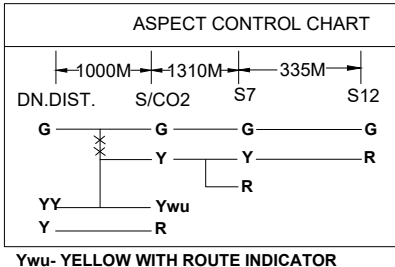 ASPECT CONTROL CHART
1000M 1310M 335M
DN.DIST. S/CO2 S7 S12
G G G G
Y Y R
R
YY Ywu
Y R
Ywu- YELLOW WITH ROUTE INDICATOR